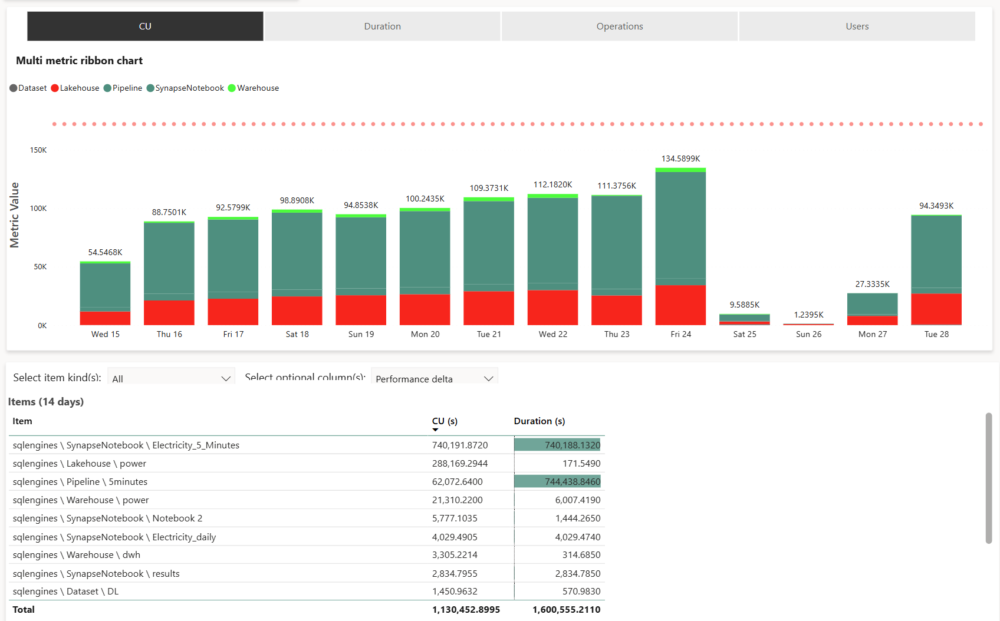 CU Duration Operations Users
Multi metric ribbon chart
Dataset Lakehouse Pipeline SynapseNotebook Warehouse
Metric Value
150K
100K
50K
0K
54.5468K
88.7501K
92.5799K
98.8908K
94.8538K
100.2435K
109.3731K
112.1820K
111.3756K
134.5899K
9.5885K
1.2395K
27.3335K
94.3493K
Wed 15 Thu 16 Fri 17 Sat 18 Sun 19 Mon 20 Tue 21 Wed 22 Thu 23 Fri 24 Sat 25 Sun 26 Mon 27 Tue 28
Select item kind(s): All Select optional column(s): Performance delta
Items (14 days)
Item CU (s) Duration (s)
sqlengines \ SynapseNotebook \ Electricity_5_Minutes 740,191.8720 740,188.1320
sqlengines \ Lakehouse \ power 288,169.2944 171.5490
sqlengines \ Pipeline \ 5minutes 62,072.6400 744,438.8460
sqlengines \ Warehouse \ power 21,310.2200 6,007.4190
sqlengines \ SynapseNotebook \ Notebook 2 5,777.1035 1,444.2650
sqlengines \ SynapseNotebook \ Electricity_daily 4,029.4905 4,029.4740
sqlengines \ Warehouse \ dwh 3,305.2214 314.6850
sqlengines \ SynapseNotebook \ results 2,834.7955 2,834.7850
sqlengines \ Dataset \ DL 1,450.9632 570.9830
Total 1,130,452.8995 1,600,555.2110